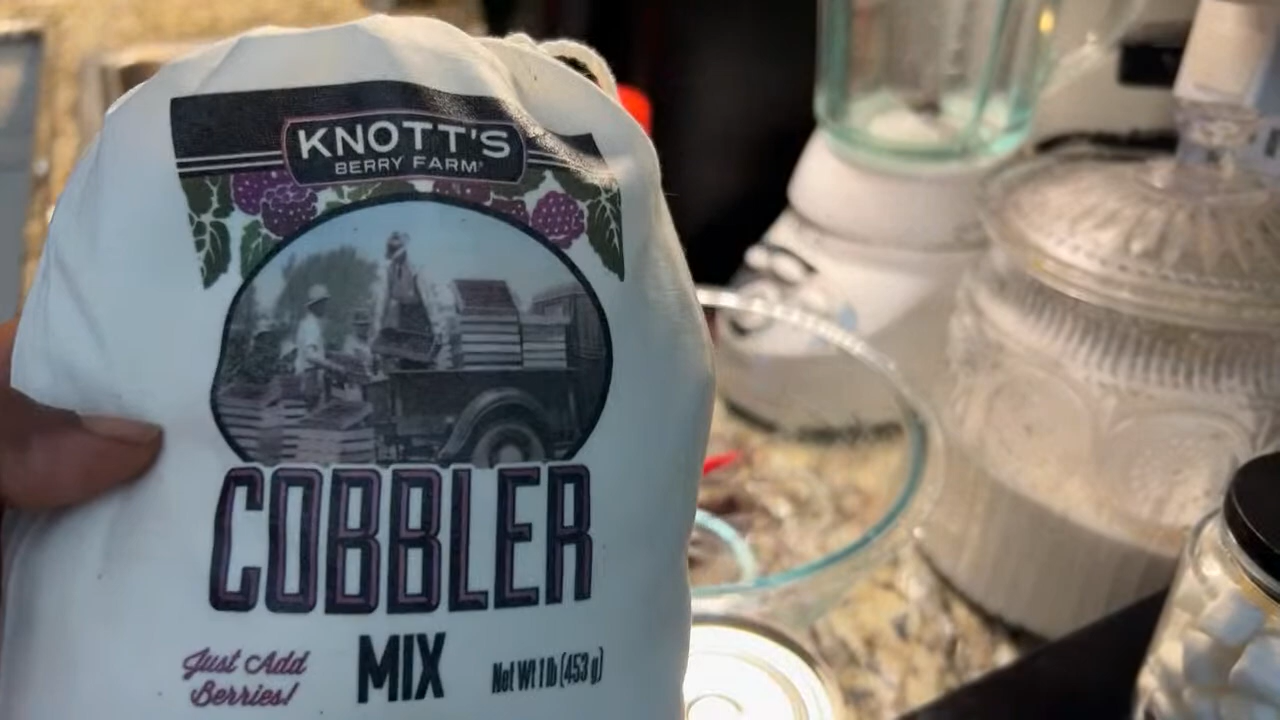 KNOTT'S
BERRY FARM®
COBBLER
MIX
Just Add
Berries!
Net Wt 1 lb (453 g)